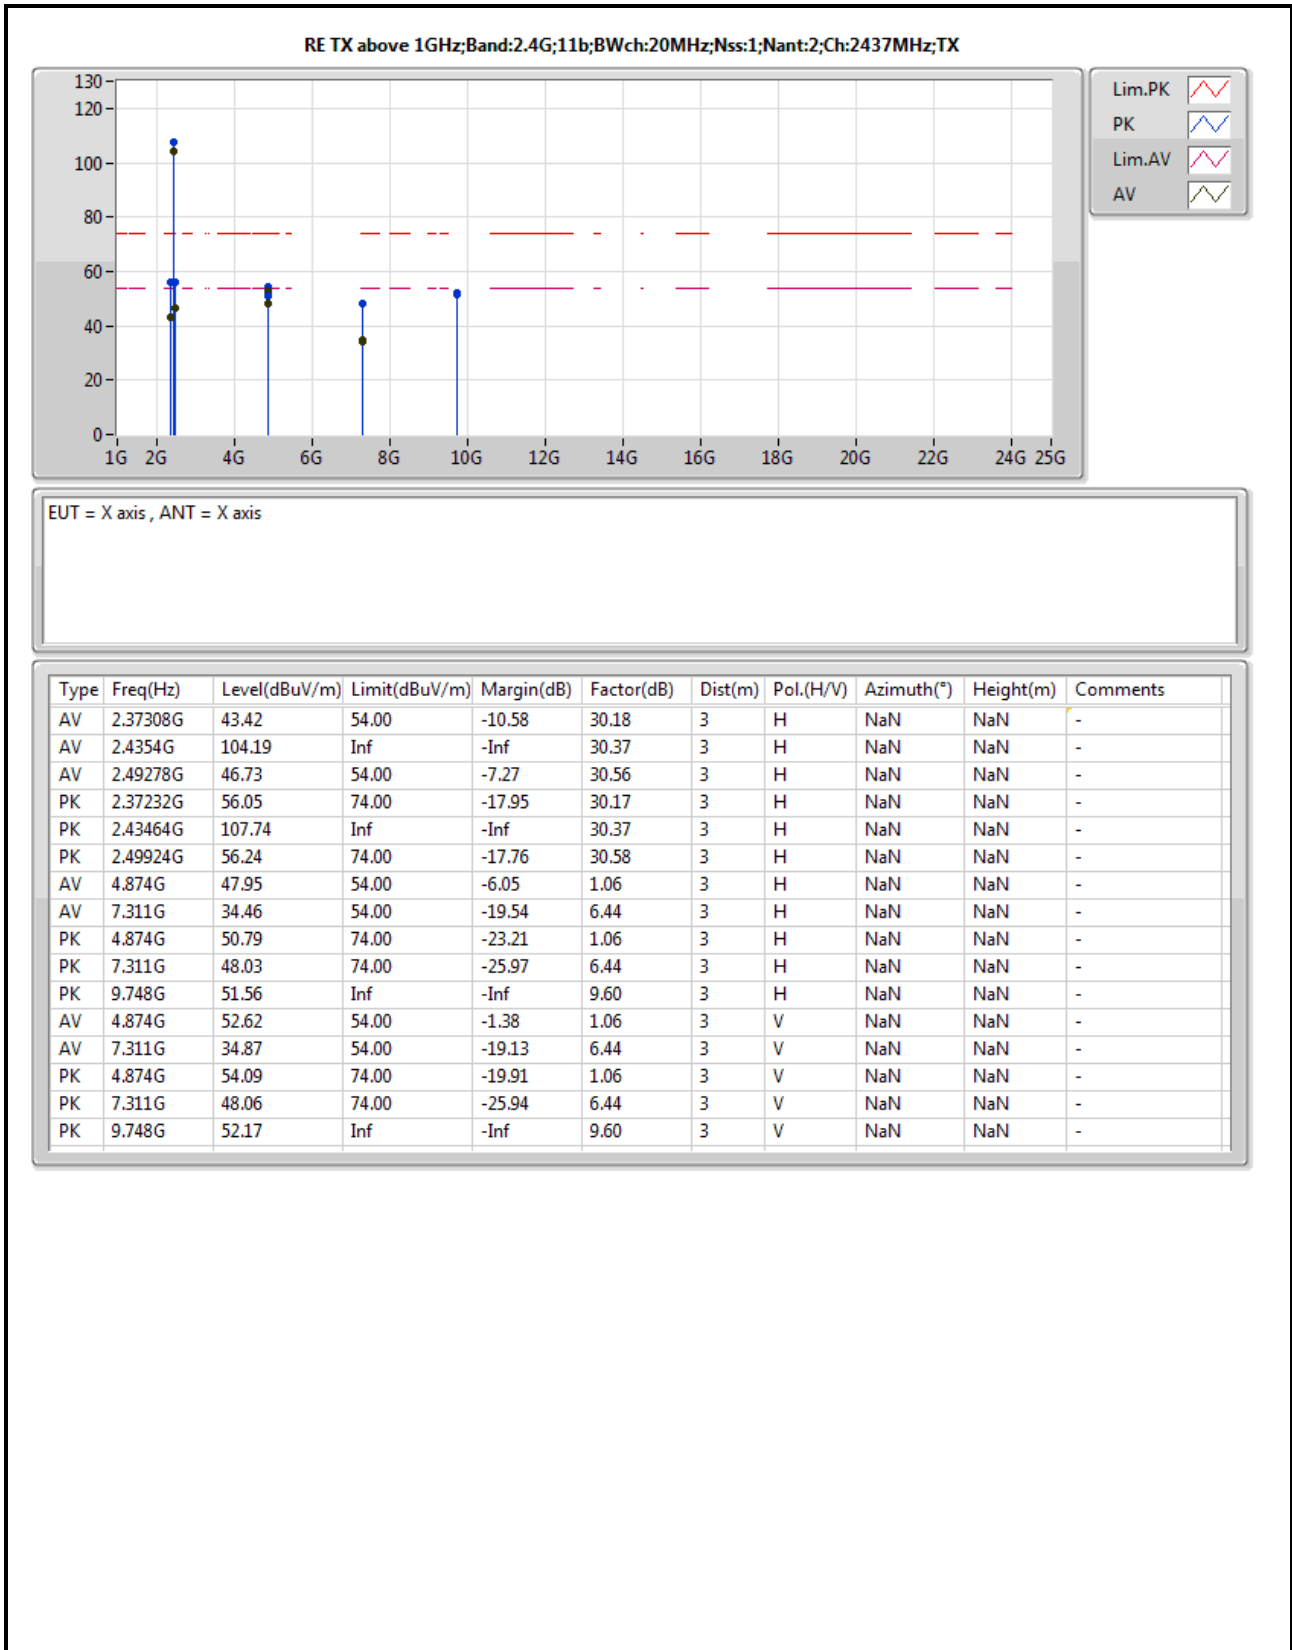 RE TX above 1GHz;Band:2.4G;11b;BWch:20MHz;Nss:1;Nant:2;Ch:2437MHz;TX
130
120
100
80
60
40
20
0
1G 2G 4G 6G 8G 10G 12G 14G 16G 18G 20G 22G 24G 25G
Lim.PK
PK
Lim.AV
AV
EUT = X axis , ANT = X axis
Type Freq(Hz) Level(dBuV/m) Limit(dBuV/m) Margin(dB) Factor(dB) Dist(m) Pol.(H/V) Azimuth(°) Height(m) Comments
AV 2.37308G 43.42 54.00 -10.58 30.18 3 H NaN NaN -
AV 2.4354G 104.19 Inf -Inf 30.37 3 H NaN NaN -
AV 2.49278G 46.73 54.00 -7.27 30.56 3 H NaN NaN -
PK 2.37232G 56.05 74.00 -17.95 30.17 3 H NaN NaN -
PK 2.43464G 107.74 Inf -Inf 30.37 3 H NaN NaN -
PK 2.49924G 56.24 74.00 -17.76 30.58 3 H NaN NaN -
AV 4.874G 47.95 54.00 -6.05 1.06 3 H NaN NaN -
AV 7.311G 34.46 54.00 -19.54 6.44 3 H NaN NaN -
PK 4.874G 50.79 74.00 -23.21 1.06 3 H NaN NaN -
PK 7.311G 48.03 74.00 -25.97 6.44 3 H NaN NaN -
PK 9.748G 51.56 Inf -Inf 9.60 3 H NaN NaN -
AV 4.874G 52.62 54.00 -1.38 1.06 3 V NaN NaN -
AV 7.311G 34.87 54.00 -19.13 6.44 3 V NaN NaN -
PK 4.874G 54.09 74.00 -19.91 1.06 3 V NaN NaN -
PK 7.311G 48.06 74.00 -25.94 6.44 3 V NaN NaN -
PK 9.748G 52.17 Inf -Inf 9.60 3 V NaN NaN -